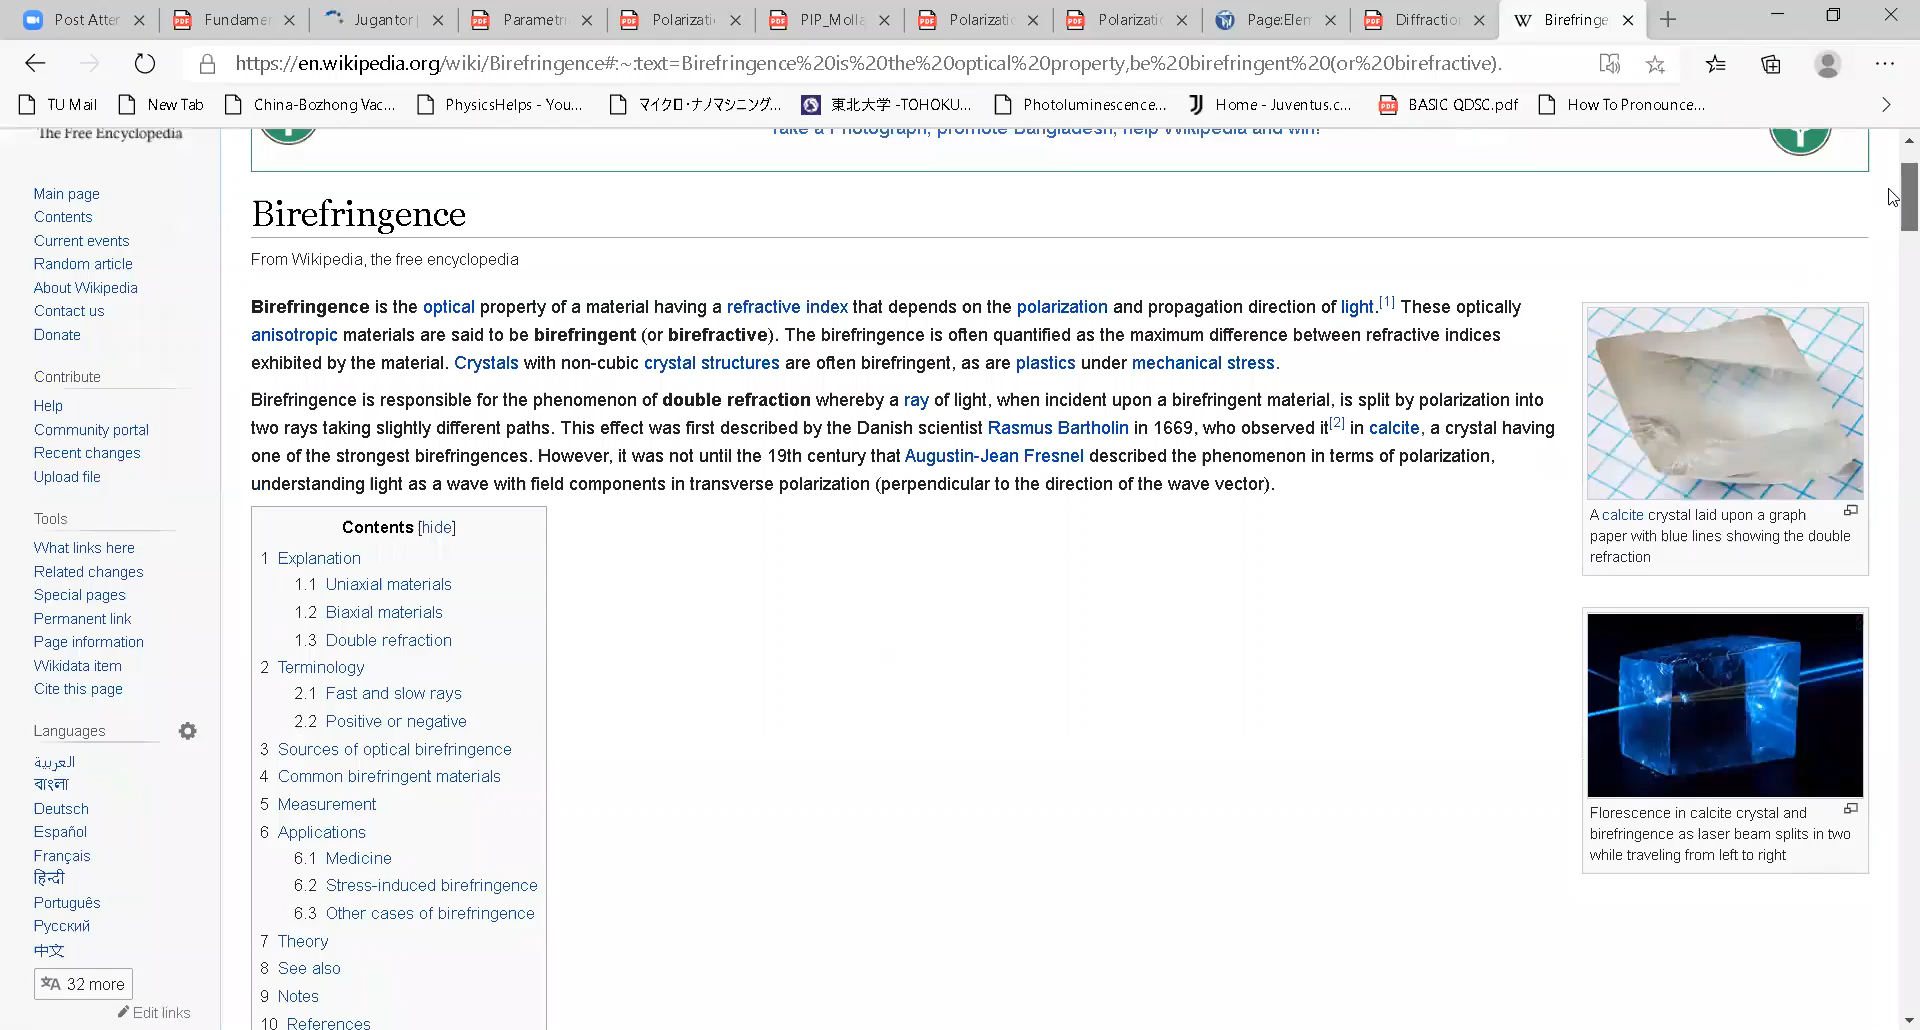 Post Atter
Fundamer
Jugantor
Parametri
Polarizatic
PIP_Molla
Polarizatic
Polarizatic
Page:Elem
Diffractio
Birefringe
https://en.wikipedia.org/wiki/Birefringence#:~:text=Birefringence%20is%20the%20optical%20property,be%20birefringent%20(or%20birefractive).
TU Mail
New Tab
China-Bozhong Vac...
PhysicsHelps - You...
マイクロ・ナノマシニング...
東北大学 -TOHOKU...
Photoluminescence...
Home - Juventus.c...
BASIC QDSC.pdf
How To Pronounce...
The Free Encyclopedia
Take a Photograph, promote Bangladesh, help Wikipedia and win!
Main page
Contents
Current events
Random article
About Wikipedia
Contact us
Donate
Contribute
Help
Community portal
Recent changes
Upload file
Tools
What links here
Related changes
Special pages
Permanent link
Page information
Wikidata item
Cite this page
Languages
العربية
বাংলা
Deutsch
Español
Français
हिन्दी
Português
Русский
中文
文A 32 more
Edit links
Birefringence
From Wikipedia, the free encyclopedia
Birefringence is the optical property of a material having a refractive index that depends on the polarization and propagation direction of light.[1] These optically
anisotropic materials are said to be birefringent (or birefractive). The birefringence is often quantified as the maximum difference between refractive indices
exhibited by the material. Crystals with non-cubic crystal structures are often birefringent, as are plastics under mechanical stress.
Birefringence is responsible for the phenomenon of double refraction whereby a ray of light, when incident upon a birefringent material, is split by polarization into
two rays taking slightly different paths. This effect was first described by the Danish scientist Rasmus Bartholin in 1669, who observed it[2] in calcite, a crystal having
one of the strongest birefringences. However, it was not until the 19th century that Augustin-Jean Fresnel described the phenomenon in terms of polarization,
understanding light as a wave with field components in transverse polarization (perpendicular to the direction of the wave vector).
Contents [hide]
1 Explanation
1.1 Uniaxial materials
1.2 Biaxial materials
1.3 Double refraction
2 Terminology
2.1 Fast and slow rays
2.2 Positive or negative
3 Sources of optical birefringence
4 Common birefringent materials
5 Measurement
6 Applications
6.1 Medicine
6.2 Stress-induced birefringence
6.3 Other cases of birefringence
7 Theory
8 See also
9 Notes
10 References
A calcite crystal laid upon a graph
paper with blue lines showing the double
refraction
Florescence in calcite crystal and
birefringence as laser beam splits in two
while traveling from left to right